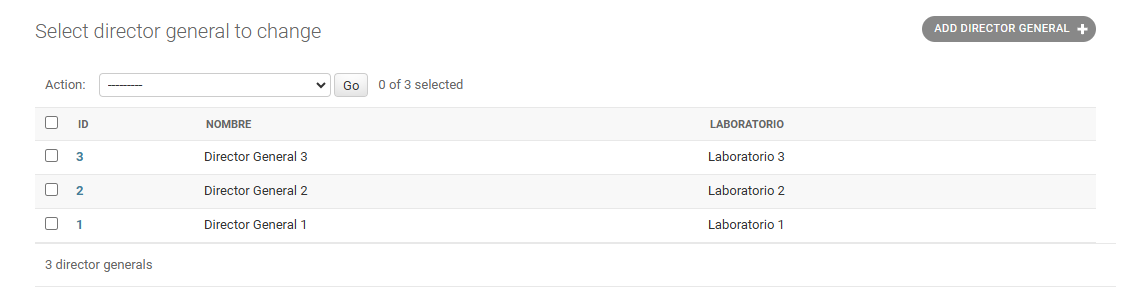 Select director general to change
ADD DIRECTOR GENERAL +
Action: --------- Go 0 of 3 selected
ID NOMBRE LABORATORIO
3 Director General 3 Laboratorio 3
2 Director General 2 Laboratorio 2
1 Director General 1 Laboratorio 1
3 director generals